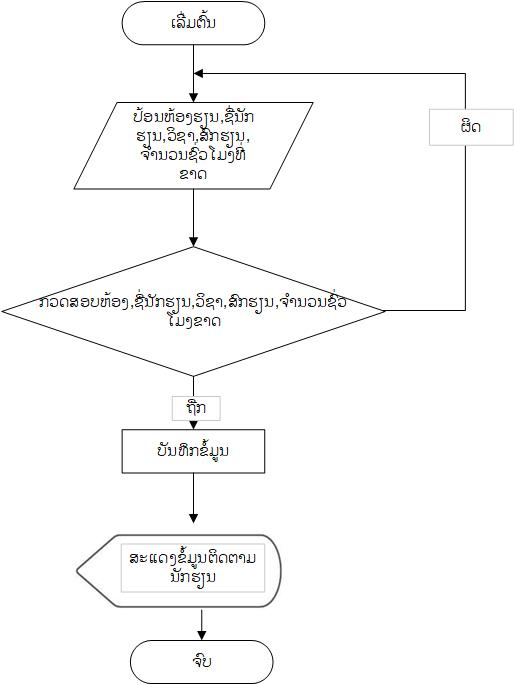 ເລີ່ມຕົ້ນ
ປ້ອນຫ້ອງຮຽນ,ຊື່ນັກ
ຮຽນ,ວິຊາ,ສົກຮຽນ,
ຈຳນວນຊົ່ວໂມງທີ່
ຂາດ
ຜິດ
ກວດສອບຫ້ອງ,ຊື່ນັກຮຽນ,ວິຊາ,ສົກຮຽນ,ຈຳນວນຊົ່ວ
ໂມງຂາດ
ຖືກ
ບັນທຶກຂໍ້ມູນ
ສະແດງຂໍ້ມູນຕິດຕາມ
ນັກຮຽນ
ຈົບ